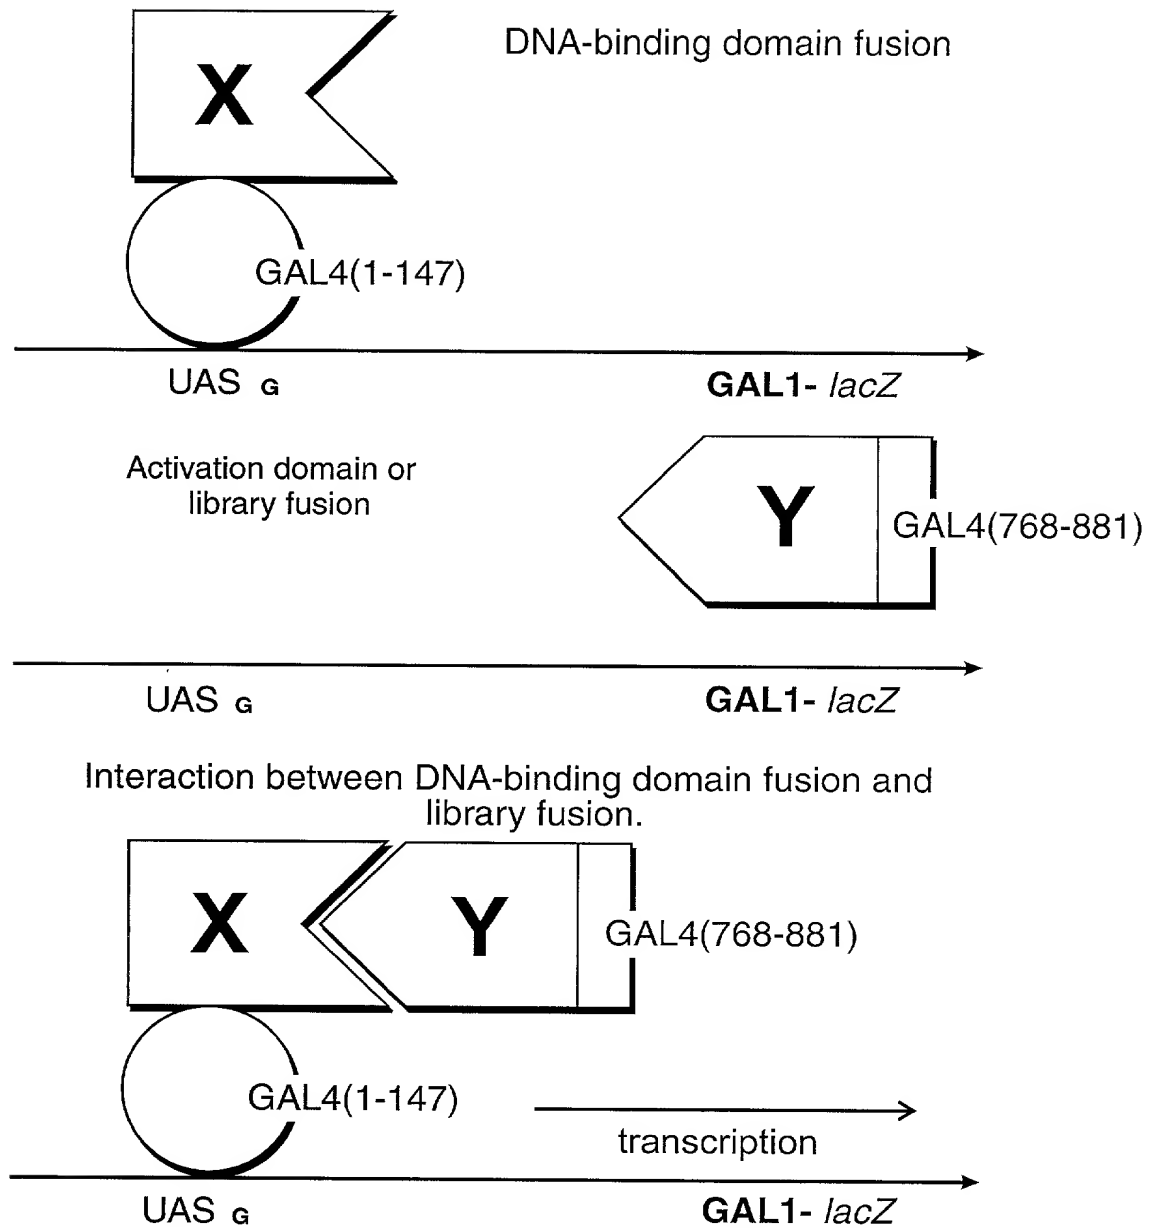 DNA-binding domain fusion
X
GAL4(1-147)
UAS G
GAL1- lacZ
Activation domain or
library fusion
Y
GAL4(768-881)
UAS G
GAL1- lacZ
Interaction between DNA-binding domain fusion and
library fusion.
X
Y
GAL4(768-881)
GAL4(1-147)
transcription
UAS G
GAL1- lacZ